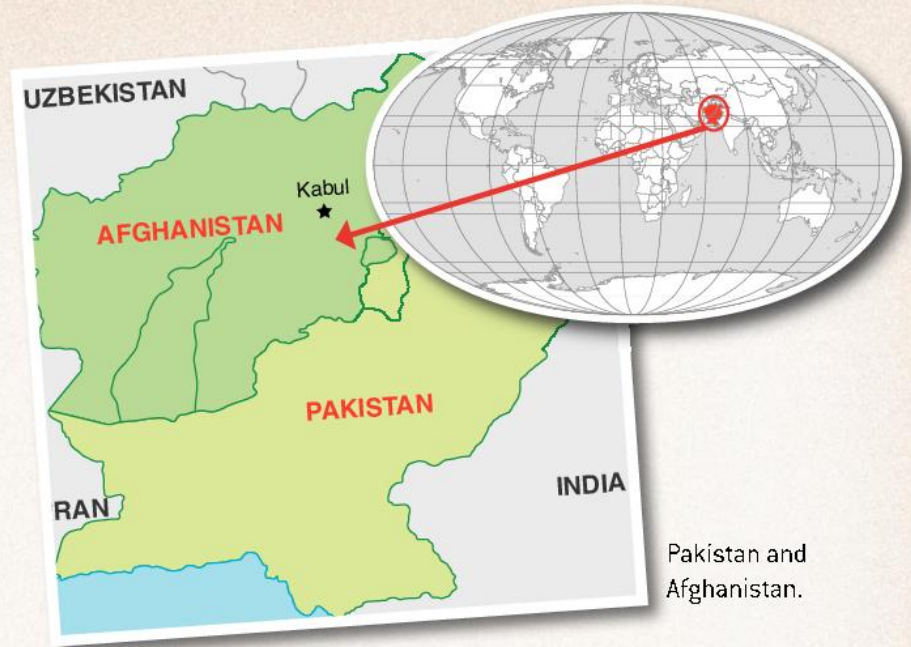 UZBEKISTAN
Kabul
AFGHANISTAN
PAKISTAN
RAN
INDIA
Pakistan and
Afghanistan.